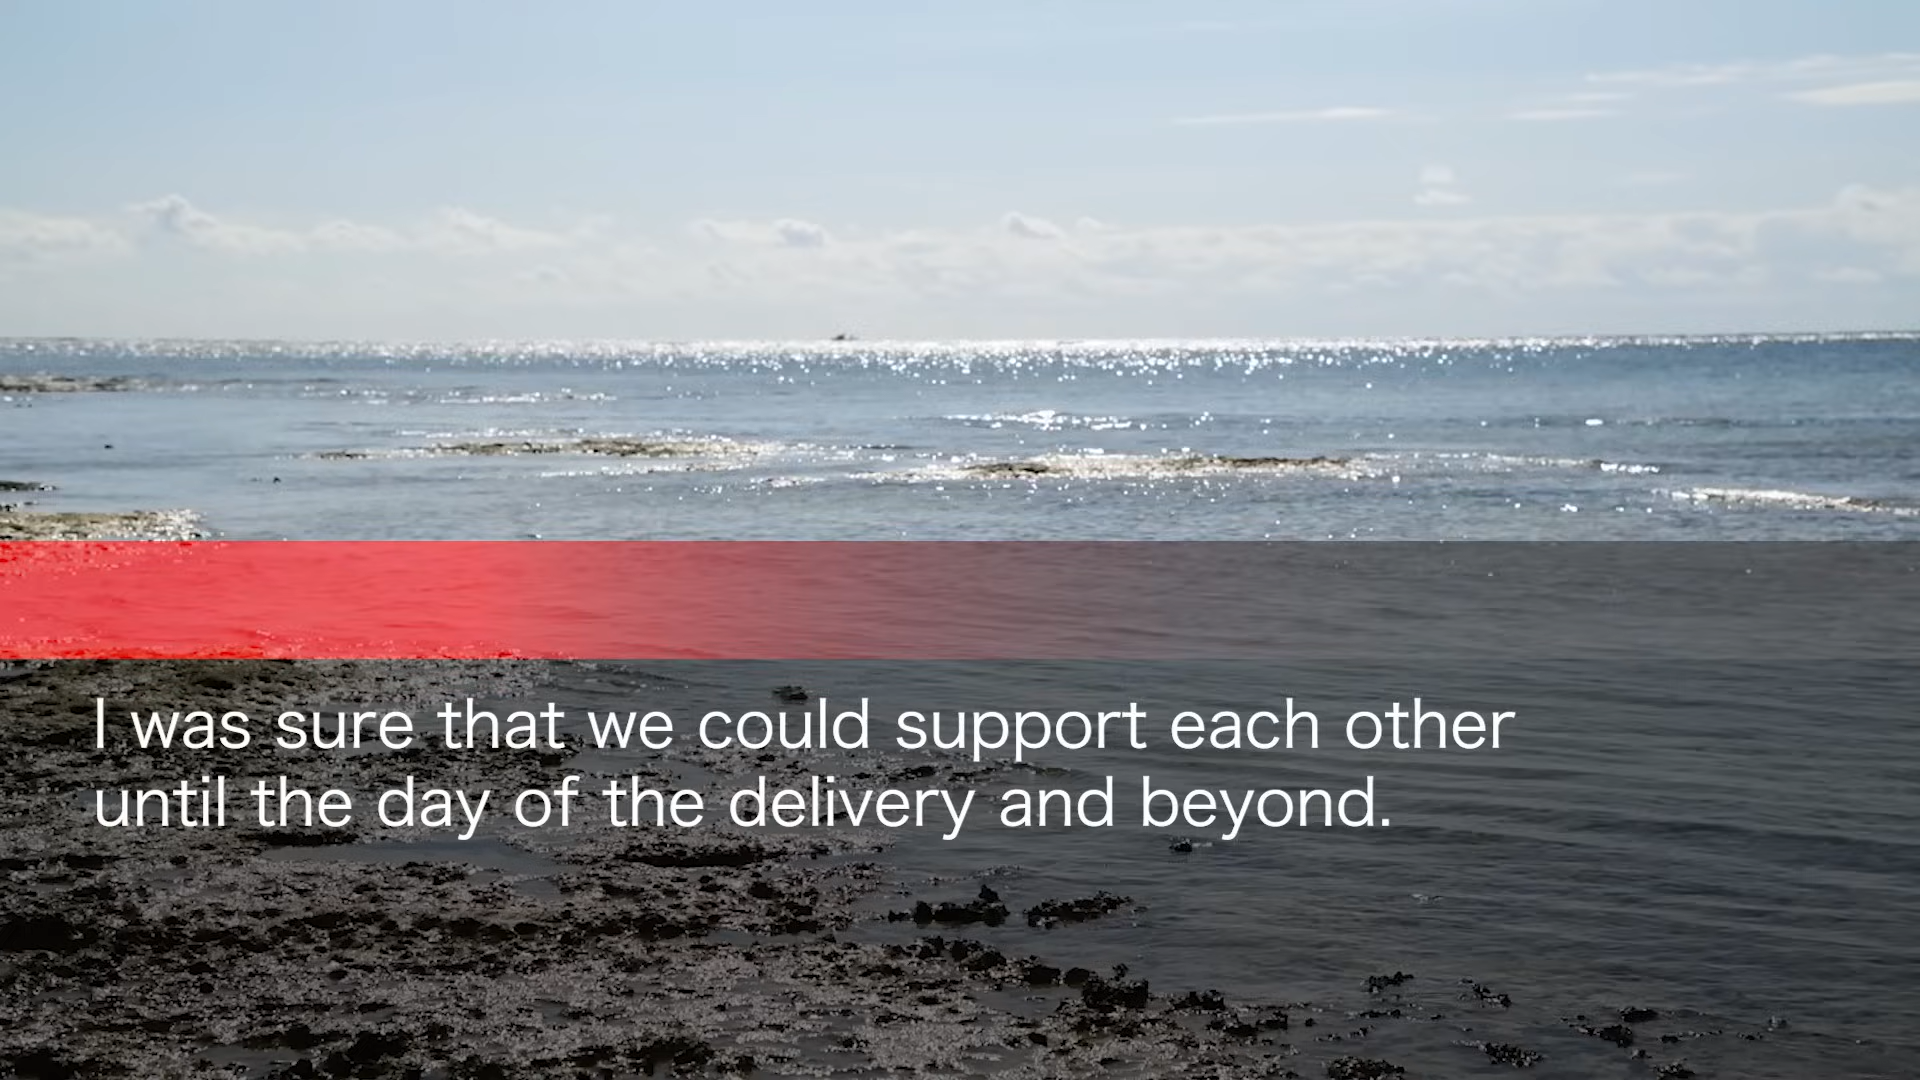 I was sure that we could support each other
until the day of the delivery and beyond.